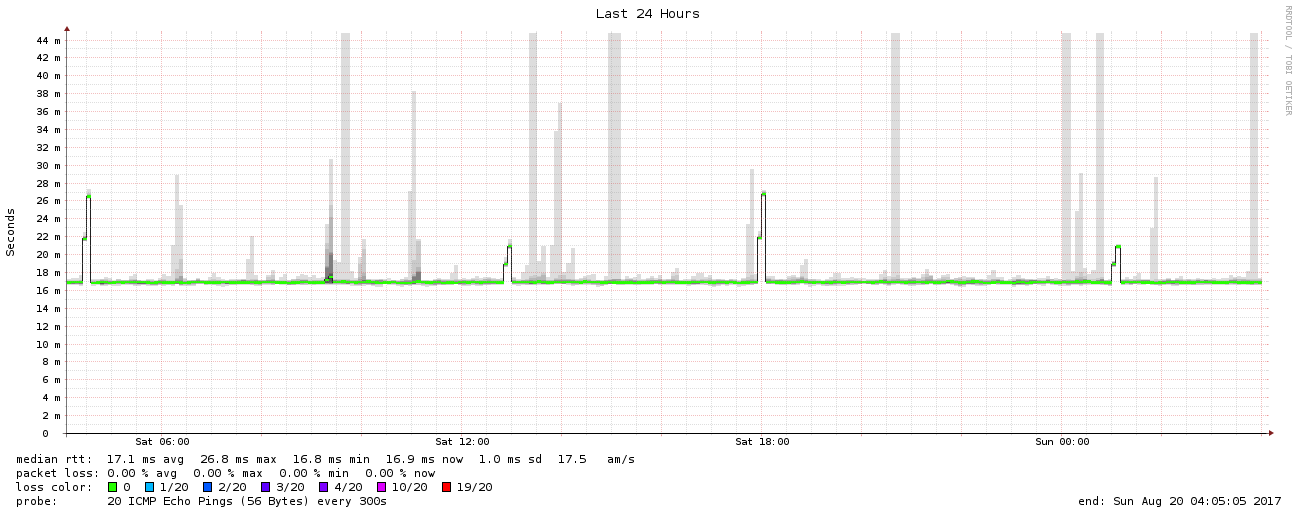 Last 24 Hours
RRDTOOL / TOBI OETIKER
Seconds
44 m
42 m
40 m
38 m
36 m
34 m
32 m
30 m
28 m
26 m
24 m
22 m
20 m
18 m
16 m
14 m
12 m
10 m
8 m
6 m
4 m
2 m
0
Sat 06:00 Sat 12:00 Sat 18:00 Sun 00:00
median rtt: 17.1 ms avg 26.8 ms max 16.8 ms min 16.9 ms now 1.0 ms sd 17.5 am/s
packet loss: 0.00 % avg 0.00 % max 0.00 % min 0.00 % now
loss color: 0 1/20 2/20 3/20 4/20 10/20 19/20
probe: 20 ICMP Echo Pings (56 Bytes) every 300s end: Sun Aug 20 04:05:05 2017